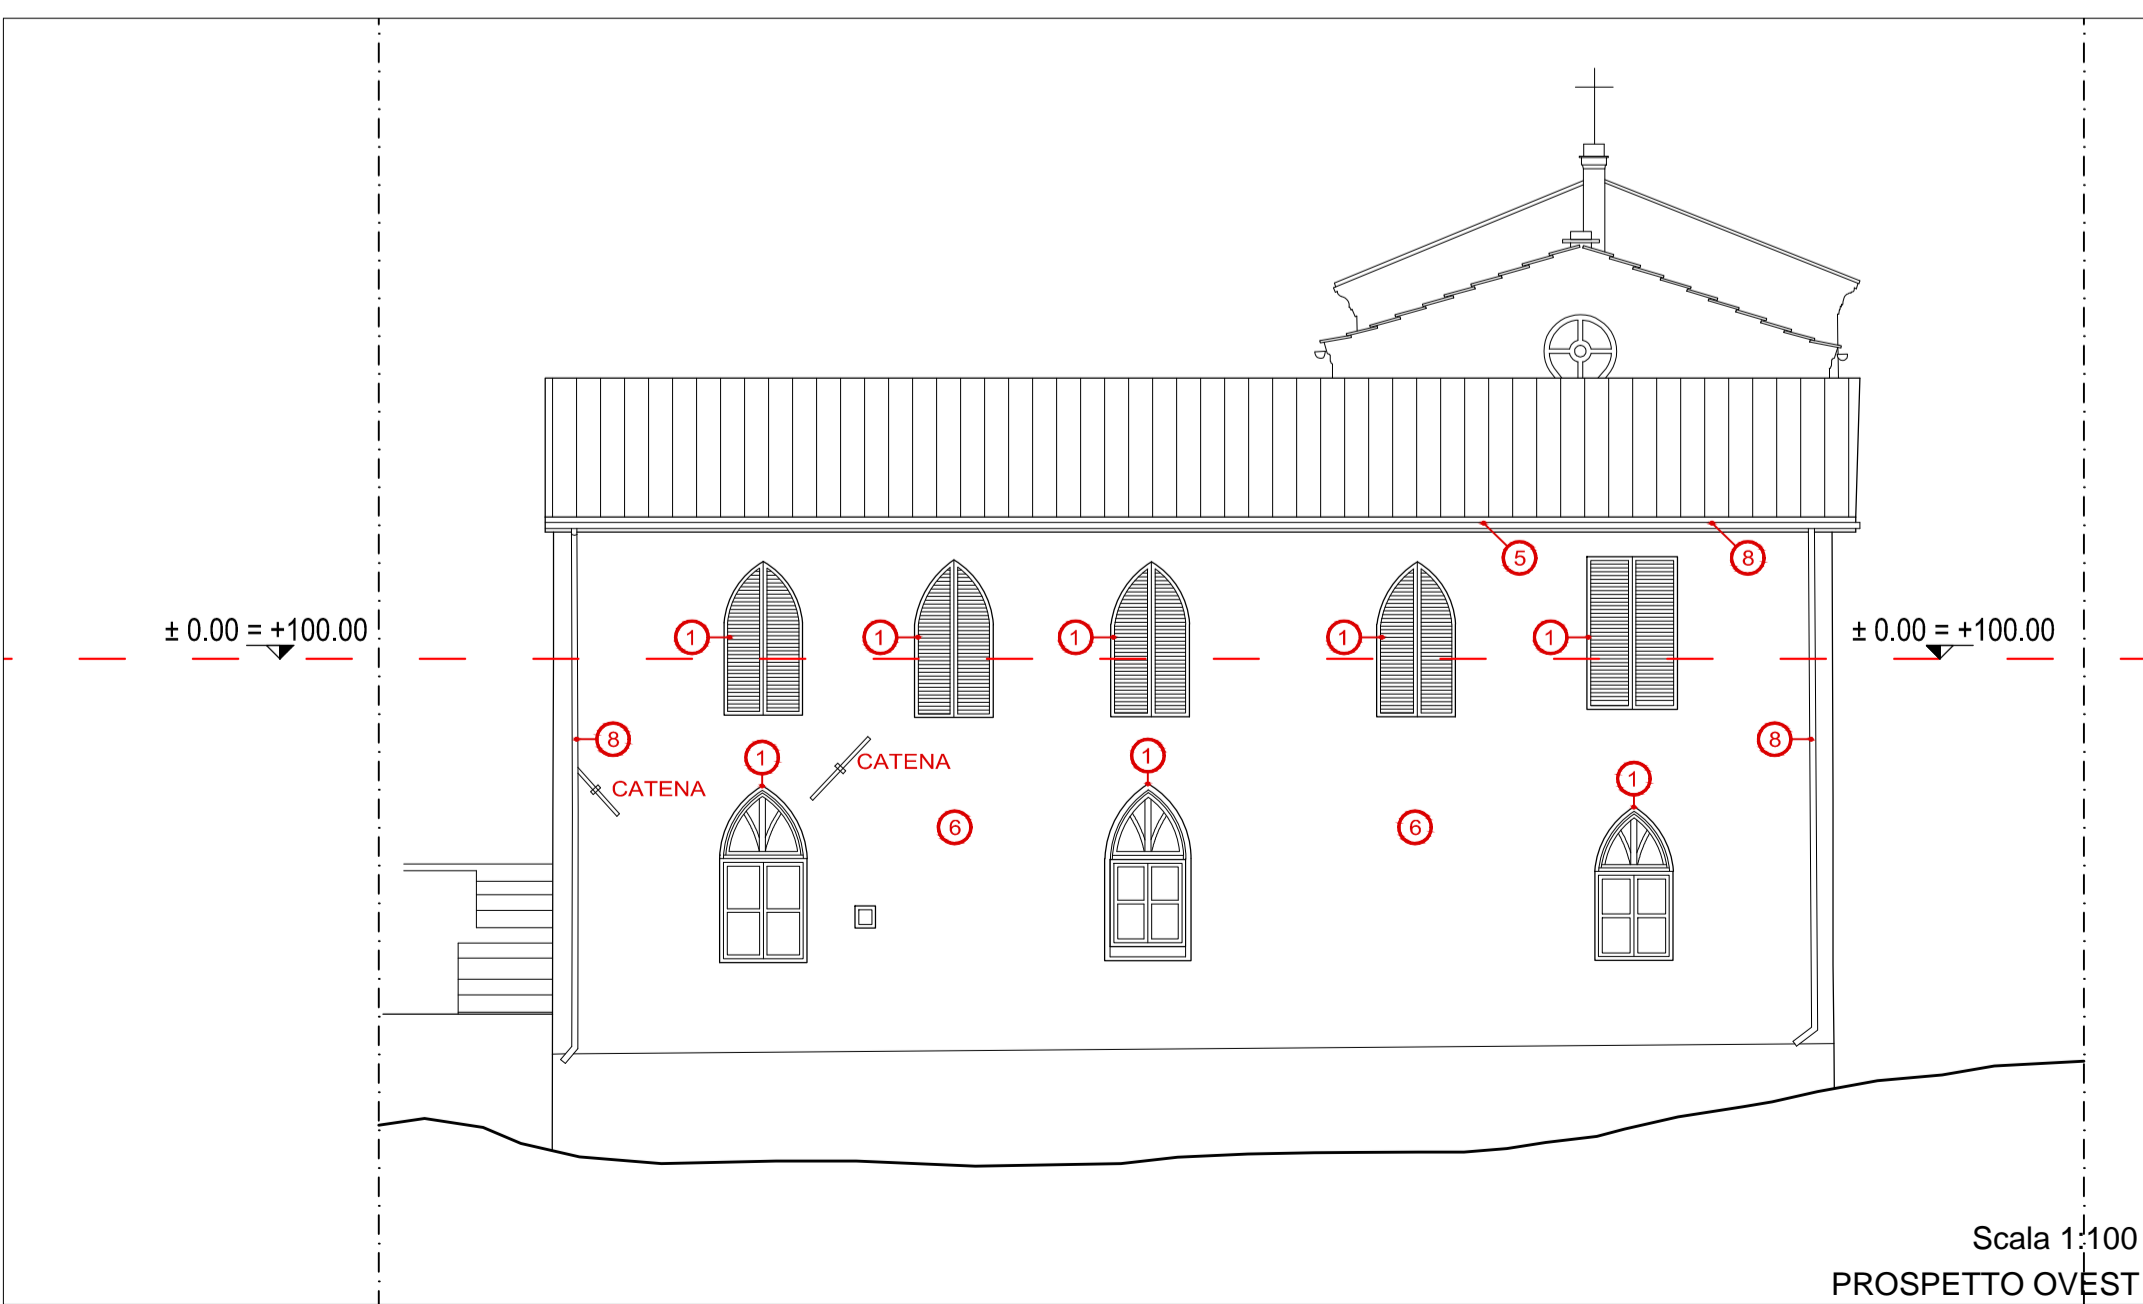 5
8
± 0.00 = +100.00
1
1
1
1
1
± 0.00 = +100.00
8
1
CATENA
1
8
CATENA
1
6
6
Scala 1:100
PROSPETTO OVEST